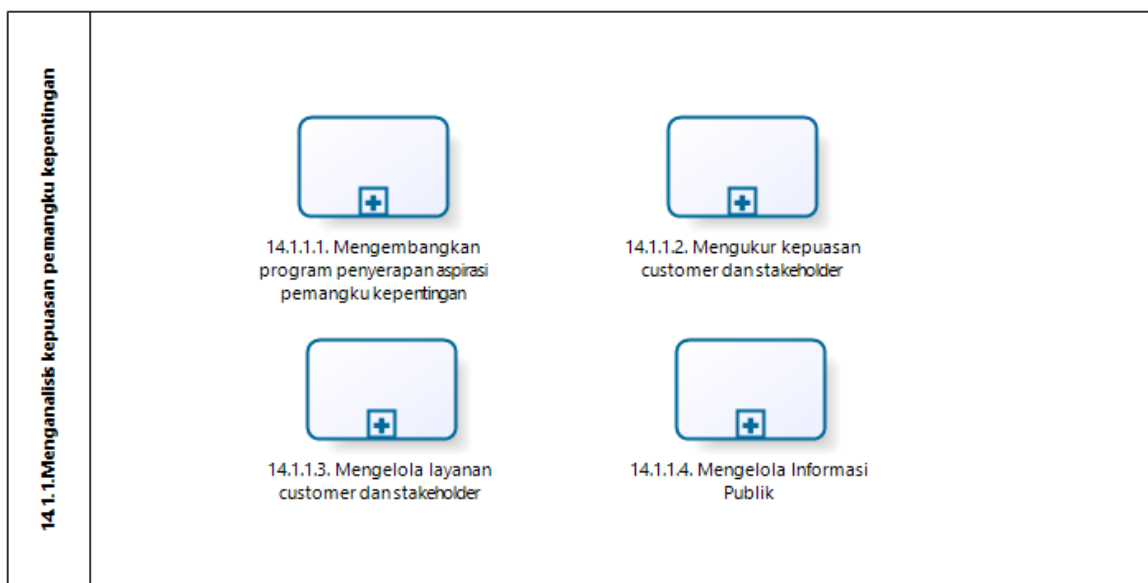 14.1.1.Menganalisis kepuasan pemangku kepentingan
14.1.1.1. Mengembangkan
program penyerapan aspirasi
pemangku kepentingan
14.1.1.2. Mengukur kepuasan
customer dan stakeholder
14.1.1.3. Mengelola layanan
customer dan stakeholder
14.1.1.4. Mengelola Informasi
Publik